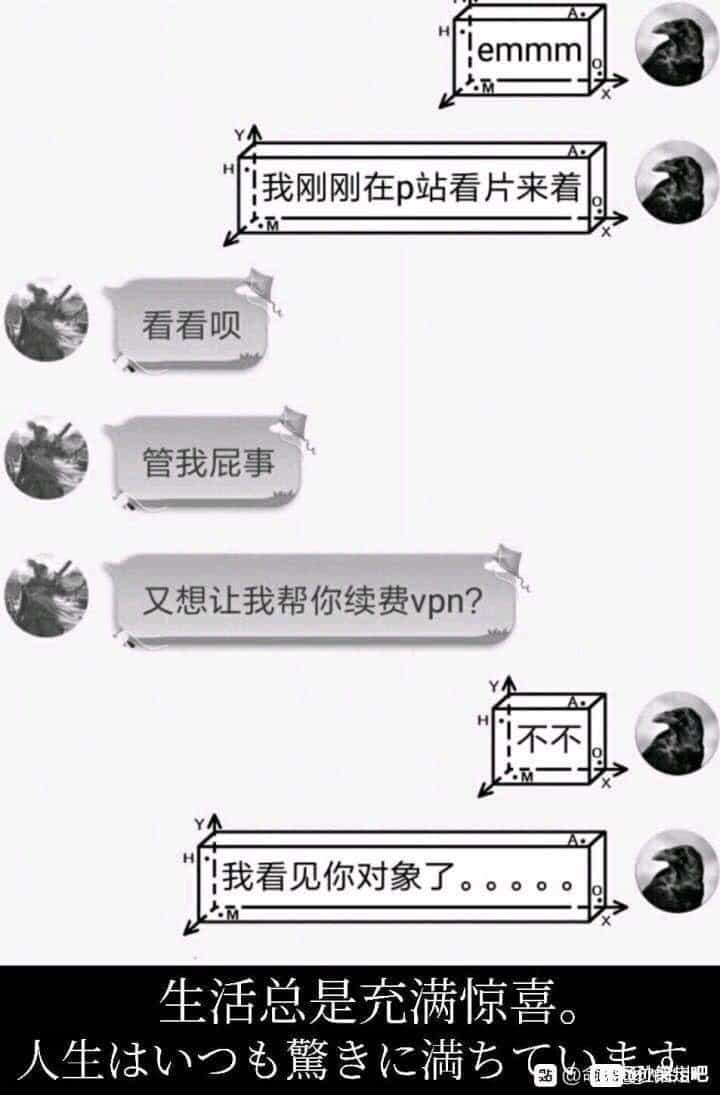 emmm
我刚刚在p站看片来着
看看呗
管我屁事
又想让我帮你续费vpn?
不不
我看见你对象了。。。。。
生活总是充满惊喜。
人生はいつも驚きに満ちています。